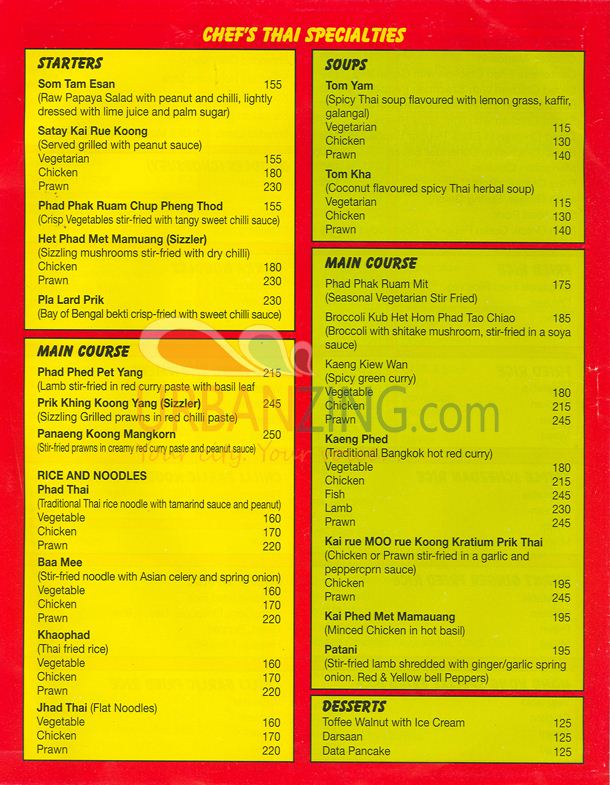 CHEF'S THAI SPECIALTIES
STARTERS
Som Tam Esan 155
(Raw Papaya Salad with peanut and chilli, lightly
dressed with lime juice and palm sugar)
Satay Kai Rue Koong
(Served grilled with peanut sauce)
Vegetarian 155
Chicken 180
Prawn 230
Phad Phak Ruam Chup Pheng Thod 155
(Crisp Vegetables stir-fried with tangy sweet chilli sauce)
Het Phad Met Mamuang (Sizzler)
(Sizzling mushrooms stir-fried with dry chilli)
Chicken 180
Prawn 230
Pla Lard Prik 230
(Bay of Bengal bekti crisp-fried with sweet chilli sauce)
MAIN COURSE
Phad Phed Pet Yang 215
(Lamb stir-fried in red curry paste with basil leaf
Prik Khing Koong Yang (Sizzler) 245
(Sizzling Grilled prawns in red chilli paste)
Panaeng Koong Mangkorn 250
(Stir-fried prawns in creamy red curry paste and peanut sauce)
RICE AND NOODLES
Phad Thai
(Traditional Thai rice noodle with tamarind sauce and peanut)
Vegetable 160
Chicken 170
Prawn 220
Baa Mee
(Stir-fried noodle with Asian celery and spring onion)
Vegetable 160
Chicken 170
Prawn 220
Khaophad
(Thai fried rice)
Vegetable 160
Chicken 170
Prawn 220
Jhad Thai (Flat Noodles)
Vegetable 160
Chicken 170
Prawn 220
SOUPS
Tom Yam
(Spicy Thai soup flavoured with lemon grass, kaffir,
galangal)
Vegetarian 115
Chicken 130
Prawn 140
Tom Kha
(Coconut flavoured spicy Thai herbal soup)
Vegetarian 115
Chicken 130
Prawn 140
MAIN COURSE
Phad Phak Ruam Mit 175
(Seasonal Vegetarian Stir Fried)
Broccoli Kub Het Hom Phad Tao Chiao 185
(Broccoli with shitake mushroom, stir-fried in a soya
sauce)
Kaeng Kiew Wan
(Spicy green curry)
Vegetable 180
Chicken 215
Prawn 245
Kaeng Phed
(Traditional Bangkok hot red curry)
Vegetable 180
Chicken 215
Fish 245
Lamb 230
Prawn 245
Kai rue MOO rue Koong Kratium Prik Thai
(Chicken or Prawn stir-fried in a garlic and
peppercprn sauce)
Chicken 195
Prawn 245
Kai Phed Met Mamauang 195
(Minced Chicken in hot basil)
Patani 195
(Stir-fried lamb shredded with ginger/garlic spring
onion. Red & Yellow bell Peppers)
DESSERTS
Toffee Walnut with Ice Cream 125
Darsaan 125
Data Pancake 125
URBANZING.com